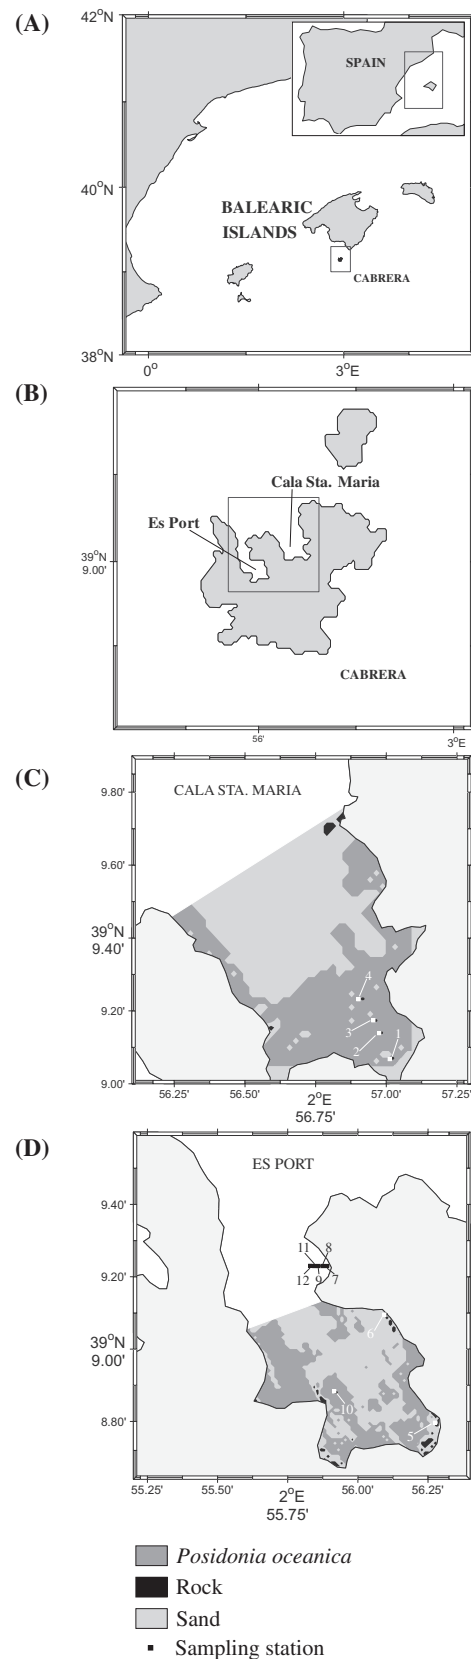 (A)
42°N
SPAIN
40°N
BALEARIC
ISLANDS
CABRERA
38°N
0°
3°E
(B)
Cala Sta. Maria
Es Port
39°N
9.00'
CABRERA
56'
3°E
(C)
CALA STA. MARIA
9.80'
9.60'
39°N
9.40'
4
9.20'
3
1
2
9.00'
56.25
56.50
2°E
56.75'
57.00
57.25
(D)
ES PORT
9.40'
11
8
9.20'
12
9
7
39°N
9.00'
6
10
8.80'
5
55.25
55.50
2°E
55.75'
56.00
56.25
Posidonia oceanica
Rock
Sand
Sampling station